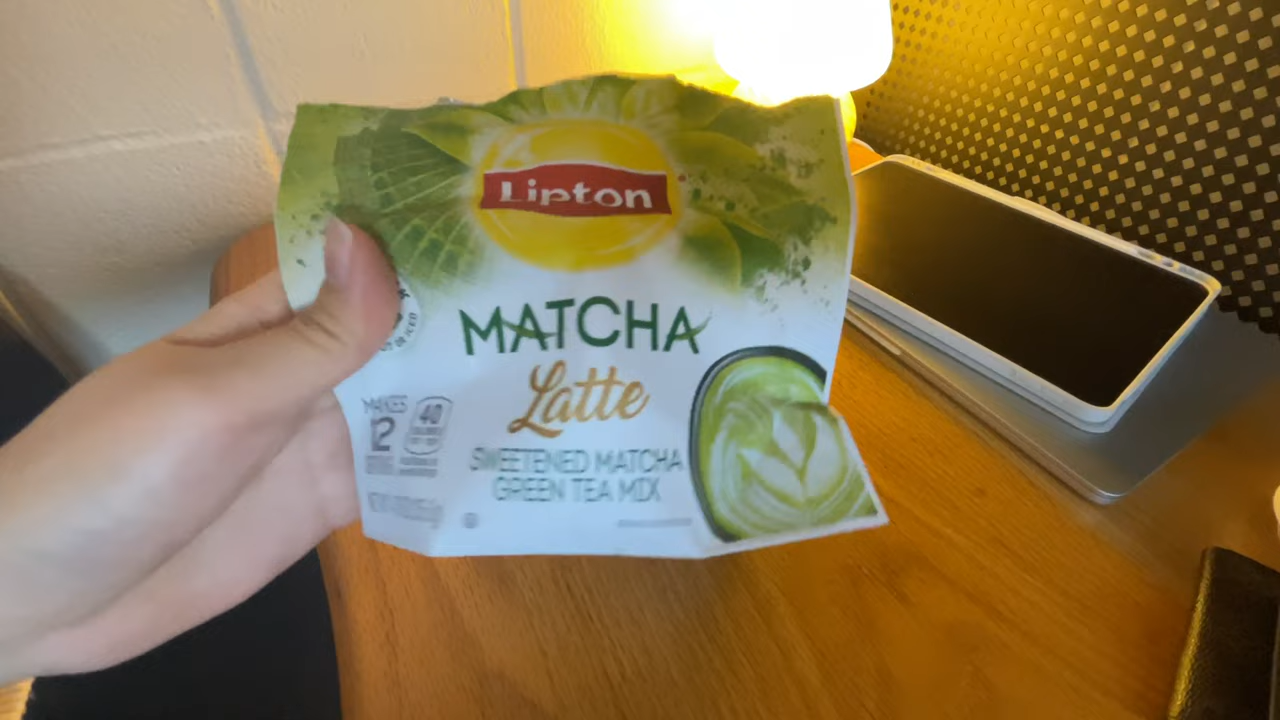 Lipton
MATCHA
Latte
MAKES
12
40
SWEETENED MATCHA
GREEN TEA MIX